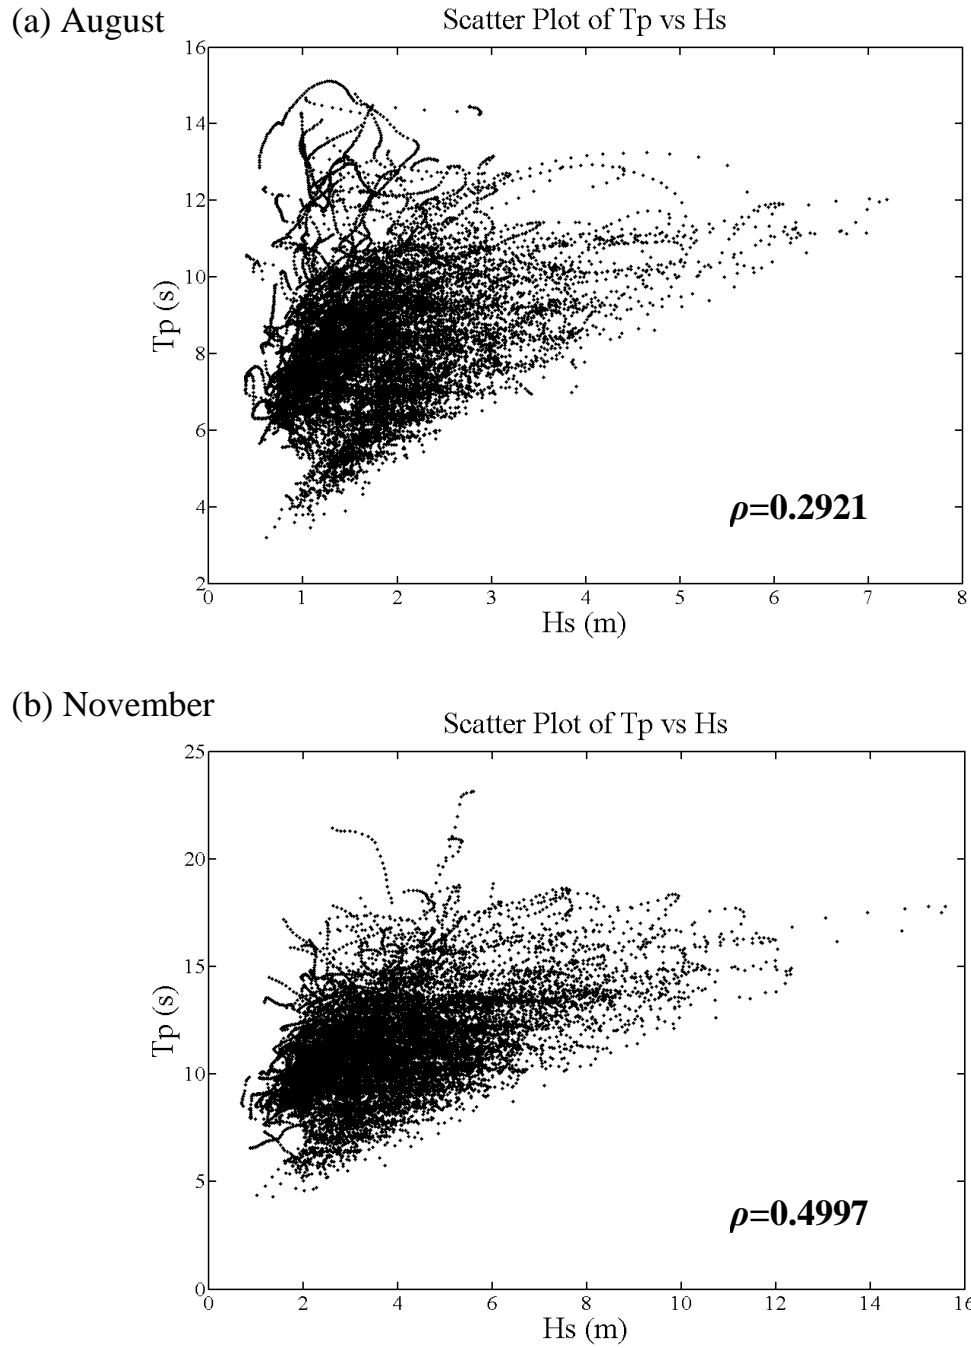 (a) August
Scatter Plot of Tp vs Hs
16
14
12
10
8
6
4
2
Tp (s)
ρ=0.2921
0 1 2 3 4 5 6 7 8
Hs (m)
(b) November
Scatter Plot of Tp vs Hs
25
20
15
10
5
0
Tp (s)
ρ=0.4997
0 2 4 6 8 10 12 14 16
Hs (m)